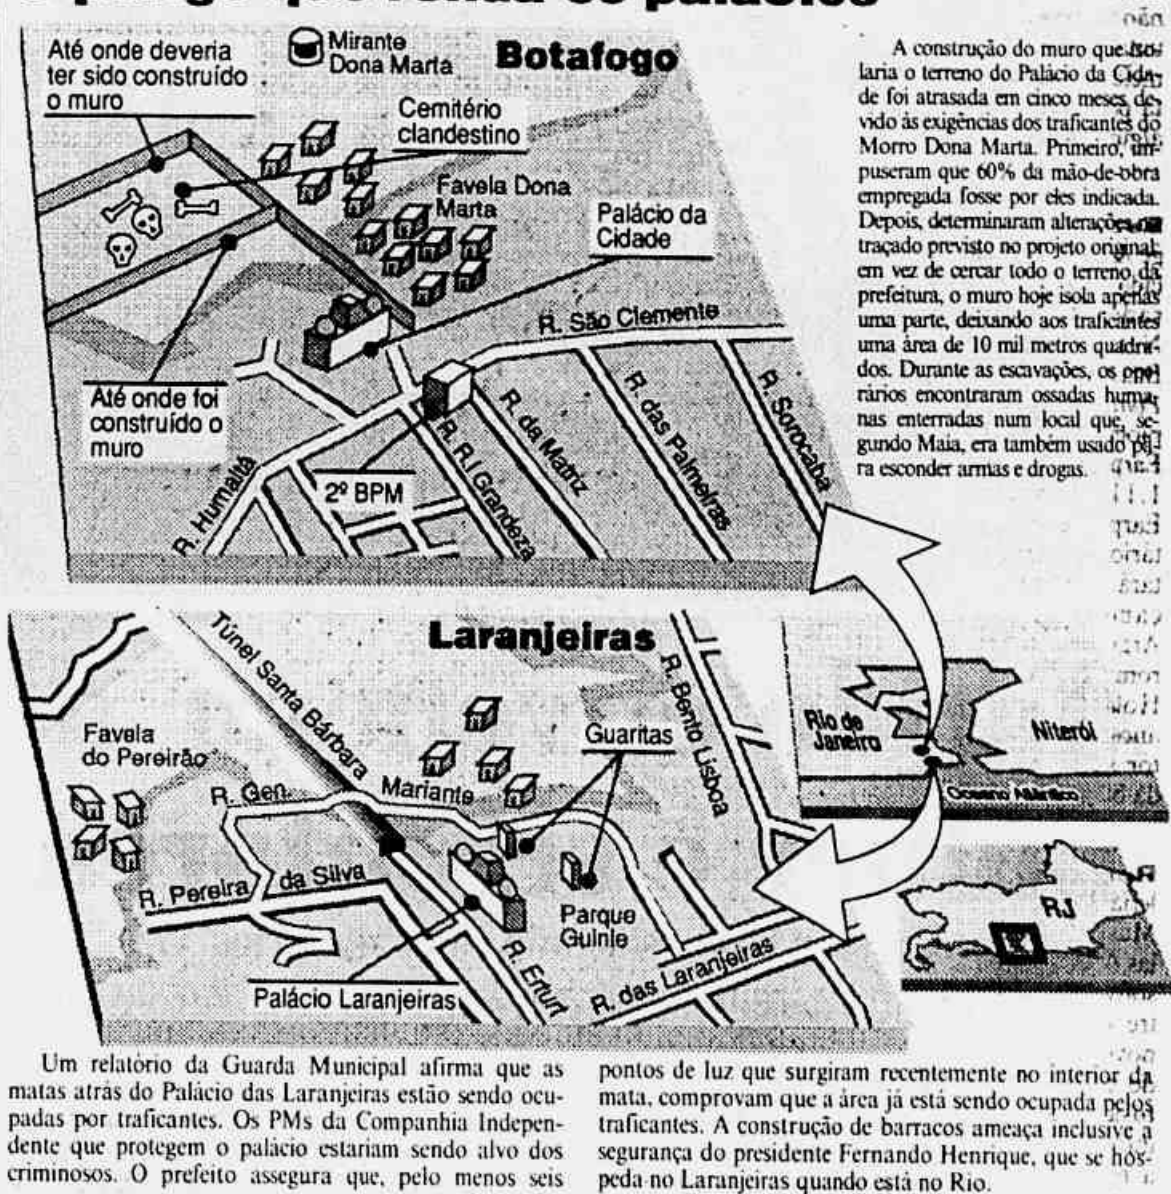 Botafogo
Até onde deveria
ter sido construído
o muro
Mirante
Dona Marta
Cemitério
clandestino
Favela Dona
Marta
Palácio da
Cidade
R. São Clemente
Até onde foi
construído o
muro
2º BPM
R. Humaitá
R. R. Grandeza
R. da Matriz
R. das Palmeiras
R. Sorocaba
A construção do muro que iso-
laria o terreno do Palácio da Cida-
de foi atrasada em cinco meses de-
vido às exigências dos traficantes do
Morro Dona Marta. Primeiro, im-
puseram que 60% da mão-de-obra
empregada fosse por eles indicada.
Depois, determinaram alterações no
traçado previsto no projeto original:
em vez de cercar todo o terreno da
prefeitura, o muro hoje isola apenas
uma parte, deixando aos traficantes
uma área de 10 mil metros quadra-
dos. Durante as escavações, os ope-
rários encontraram ossadas huma-
nas enterradas num local que, se-
gundo Maia, era também usado pa-
ra esconder armas e drogas.
Laranjeiras
Túnel Santa Bárbara
Favela
do Pereirão
R. Gen. Mariante
R. Pereira da Silva
Guaritas
R. Bento Lisboa
Parque
Guinle
Palácio Laranjeiras
R. Erfurt
R. das Laranjeiras
Rio de
Janeiro
Niterói
Oceano Atlântico
RJ
Um relatório da Guarda Municipal afirma que as
matas atrás do Palácio das Laranjeiras estão sendo ocu-
padas por traficantes. Os PMs da Companhia Indepen-
dente que protegem o palácio estariam sendo alvo dos
criminosos. O prefeito assegura que, pelo menos seis
pontos de luz que surgiram recentemente no interior da
mata, comprovam que a área já está sendo ocupada pelos
traficantes. A construção de barracos ameaça inclusive a
segurança do presidente Fernando Henrique, que se hós-
peda no Laranjeiras quando está no Rio.